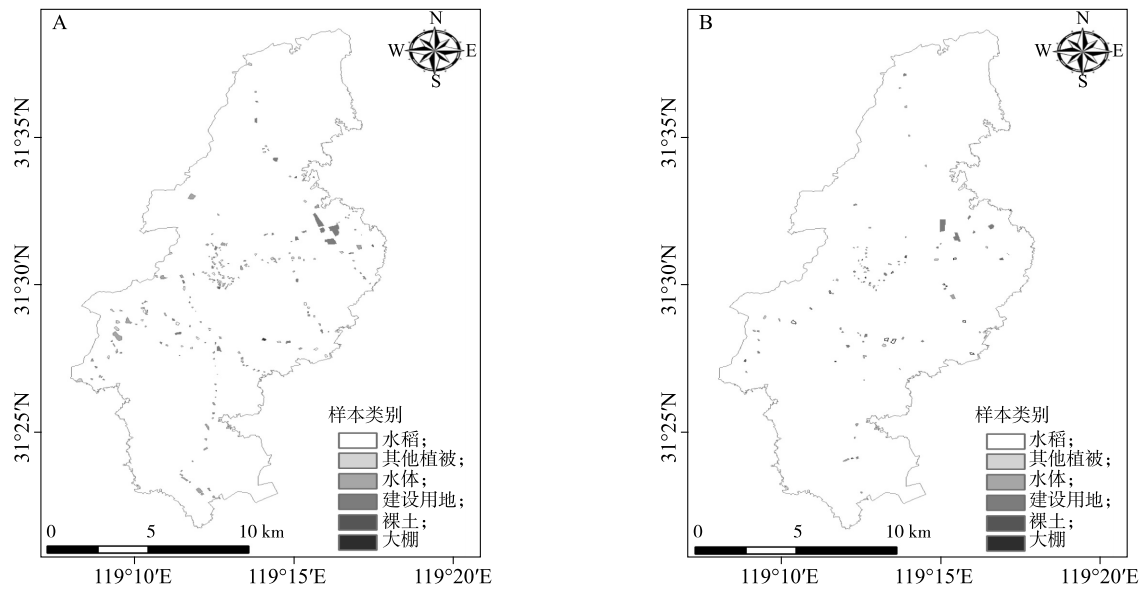 A
N
W
E
S
31°35′N
31°30′N
31°25′N
样本类别
水稻；
其他植被；
水体；
建设用地；
裸土；
大棚
0
5
10 km
119°10′E
119°15′E
119°20′E
B
N
W
E
S
31°35′N
31°30′N
31°25′N
样本类别
水稻；
其他植被；
水体；
建设用地；
裸土；
大棚
0
5
10 km
119°10′E
119°15′E
119°20′E